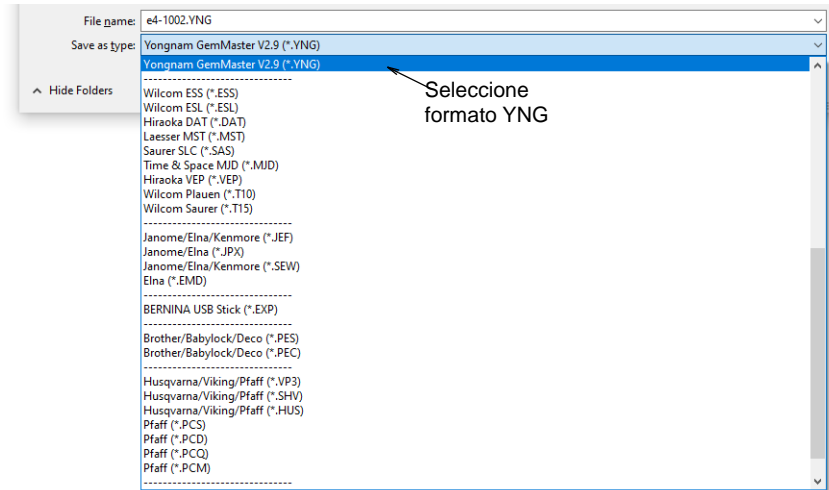 File name: e4-1002.YNG
Save as type: Yongnam GemMaster V2.9 (*.YNG)
Yongnam GemMaster V2.9 (*.YNG)
-------------------------------
Hide Folders
Seleccione
formato YNG
Wilcom ESS (*.ESS)
Wilcom ESL (*.ESL)
Hiraoka DAT (*.DAT)
Laesser MST (*.MST)
Saurer SLC (*.SAS)
Time & Space MJD (*.MJD)
Hiraoka VEP (*.VEP)
Wilcom Plauen (*.T10)
Wilcom Saurer (*.T15)
-------------------------------
Janome/Elna/Kenmore (*.JEF)
Janome/Elna (*.JPX)
Janome/Elna/Kenmore (*.SEW)
Elna (*.EMD)
-------------------------------
BERNINA USB Stick (*.EXP)
-------------------------------
Brother/Babylock/Deco (*.PES)
Brother/Babylock/Deco (*.PEC)
-------------------------------
Husqvarna/Viking/Pfaff (*.VP3)
Husqvarna/Viking/Pfaff (*.SHV)
Husqvarna/Viking/Pfaff (*.HUS)
Pfaff (*.PCS)
Pfaff (*.PCD)
Pfaff (*.PCQ)
Pfaff (*.PCM)
-------------------------------